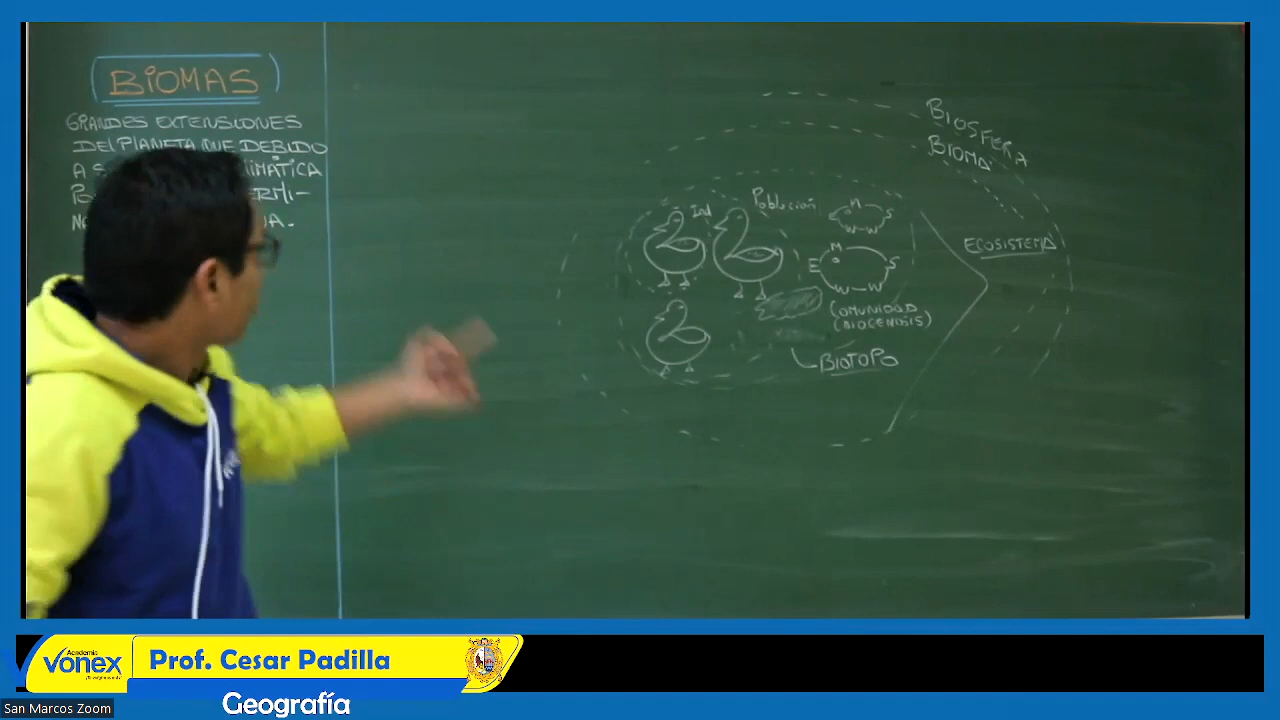 BIOMAS
GRANDES EXTENSIONES
DEL PLANETA QUE DEBIDO
A
NA
BIOSFERA
BIOMA
Ind
Población
M
S
M
E
S
W W
ECOSISTEMA
COMUNIDAD
(BIOCENOSIS)
BIOTOPO
Academia
vonex
Prof. Cesar Padilla
Geografía
San Marcos Zoom